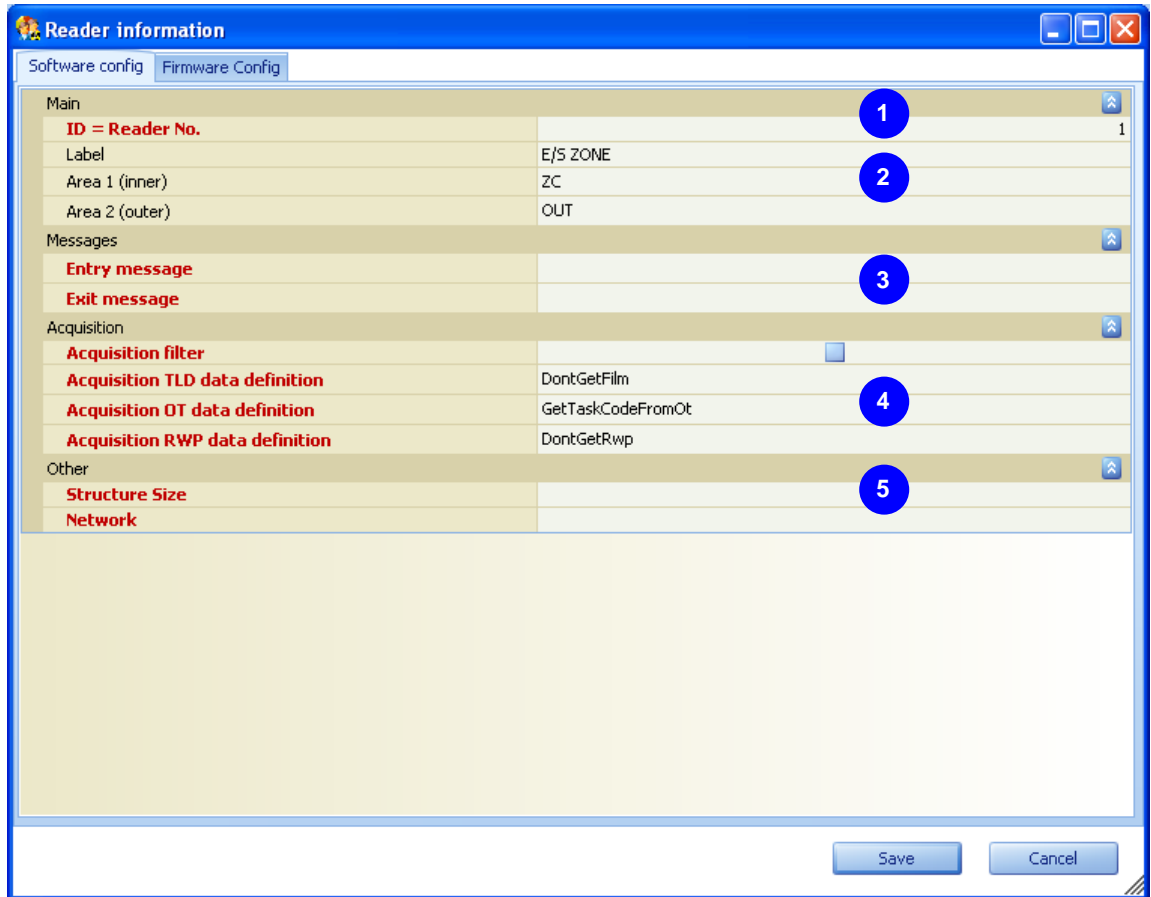 Reader information
Software config Firmware Config
Main
1
ID = Reader No. 1
Label E/S ZONE
2
Area 1 (inner) ZC
Area 2 (outer) OUT
Messages
Entry message
3
Exit message
Acquisition
Acquisition filter
Acquisition TLD data definition DontGetFilm
4
Acquisition OT data definition GetTaskCodeFromOt
Acquisition RWP data definition DontGetRwp
Other
5
Structure Size
Network
Save Cancel